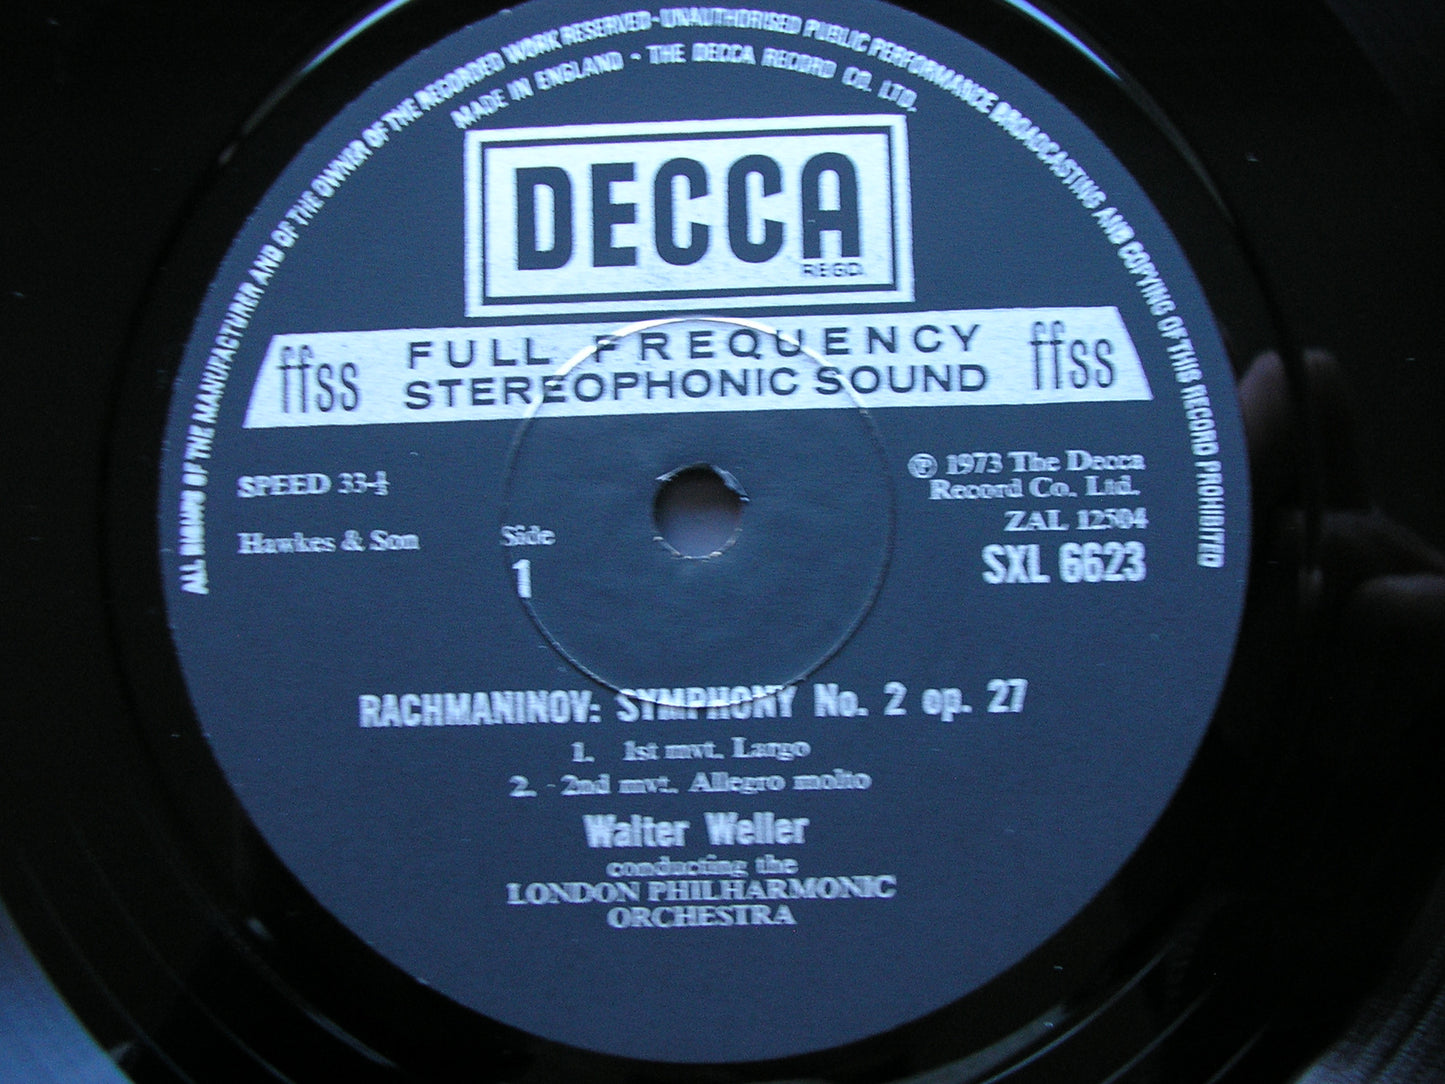 ALL RIGHTS OF THE MANUFACTURER AND OF THE OWNER OF THE RECORDED WORK RESERVED·UNAUTHORISED PUBLIC PERFORMANCE BROADCASTING AND COPYING OF THIS RECORD PROHIBITED
MADE IN ENGLAND · THE DECCA RECORD CO. LTD.
DECCA
REGD.
ffss FULL FREQUENCY ffss
STEREOPHONIC SOUND
SPEED 33-⅓
℗ 1973 The Decca
Record Co. Ltd.
ZAL 12504
Hawkes & Son
Side
1
SXL 6623
RACHMANINOV: SYMPHONY No. 2 op. 27
1. 1st mvt. Largo
2. 2nd mvt. Allegro molto
Walter Weller
conducting the
LONDON PHILHARMONIC
ORCHESTRA